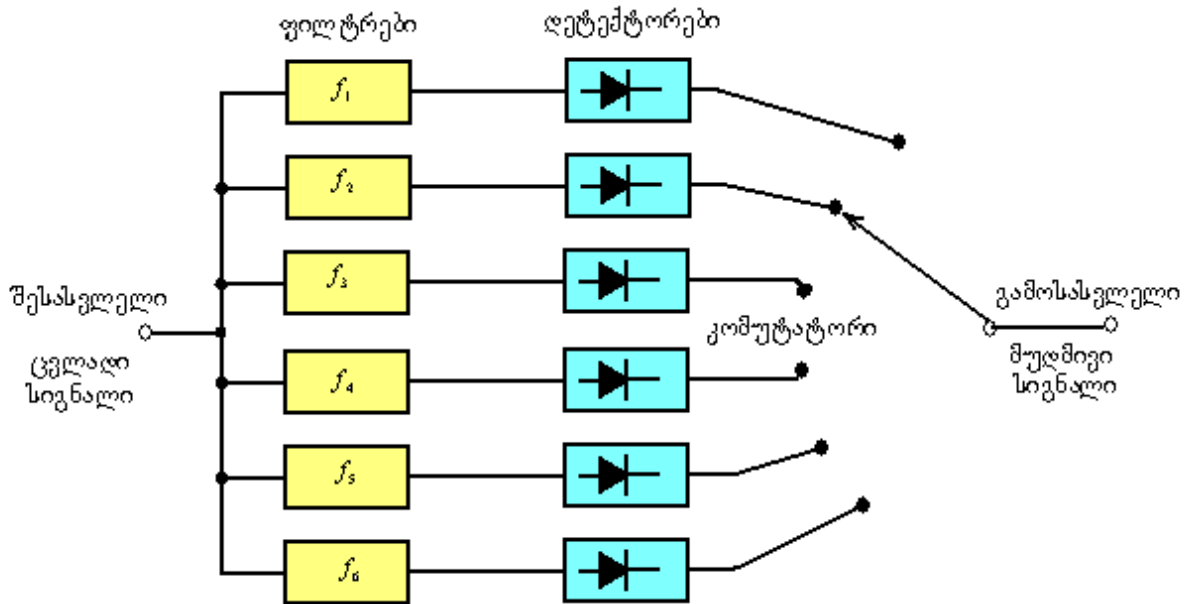 ფილტრები
დეტექტორები
f₁
f₂
f₃
f₄
f₅
f₆
შესასვლელი
ცვლადი
სიგნალი
კომუტატორი
გამოსასვლელი
მუდმივი
სიგნალი